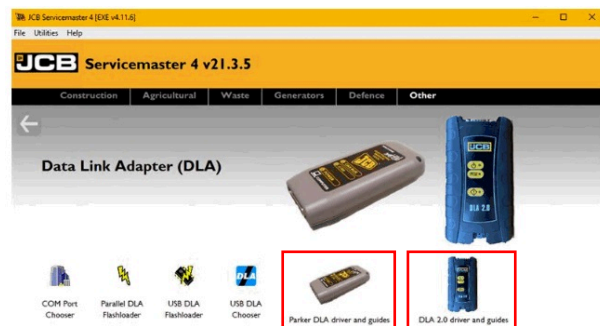 JCB Servicemaster 4 [EXE v4.11.6]
File Utilities Help
JCB Servicemaster 4 v21.3.5
Construction Agricultural Waste Generators Defence Other
Data Link Adapter (DLA)
JCB
DLA 2.0
DLA
COM Port Chooser
Parallel DLA Flashloader
USB DLA Chooser
USB DLA Flashloader
Parker DLA driver and guides
DLA 2.0 driver and guides